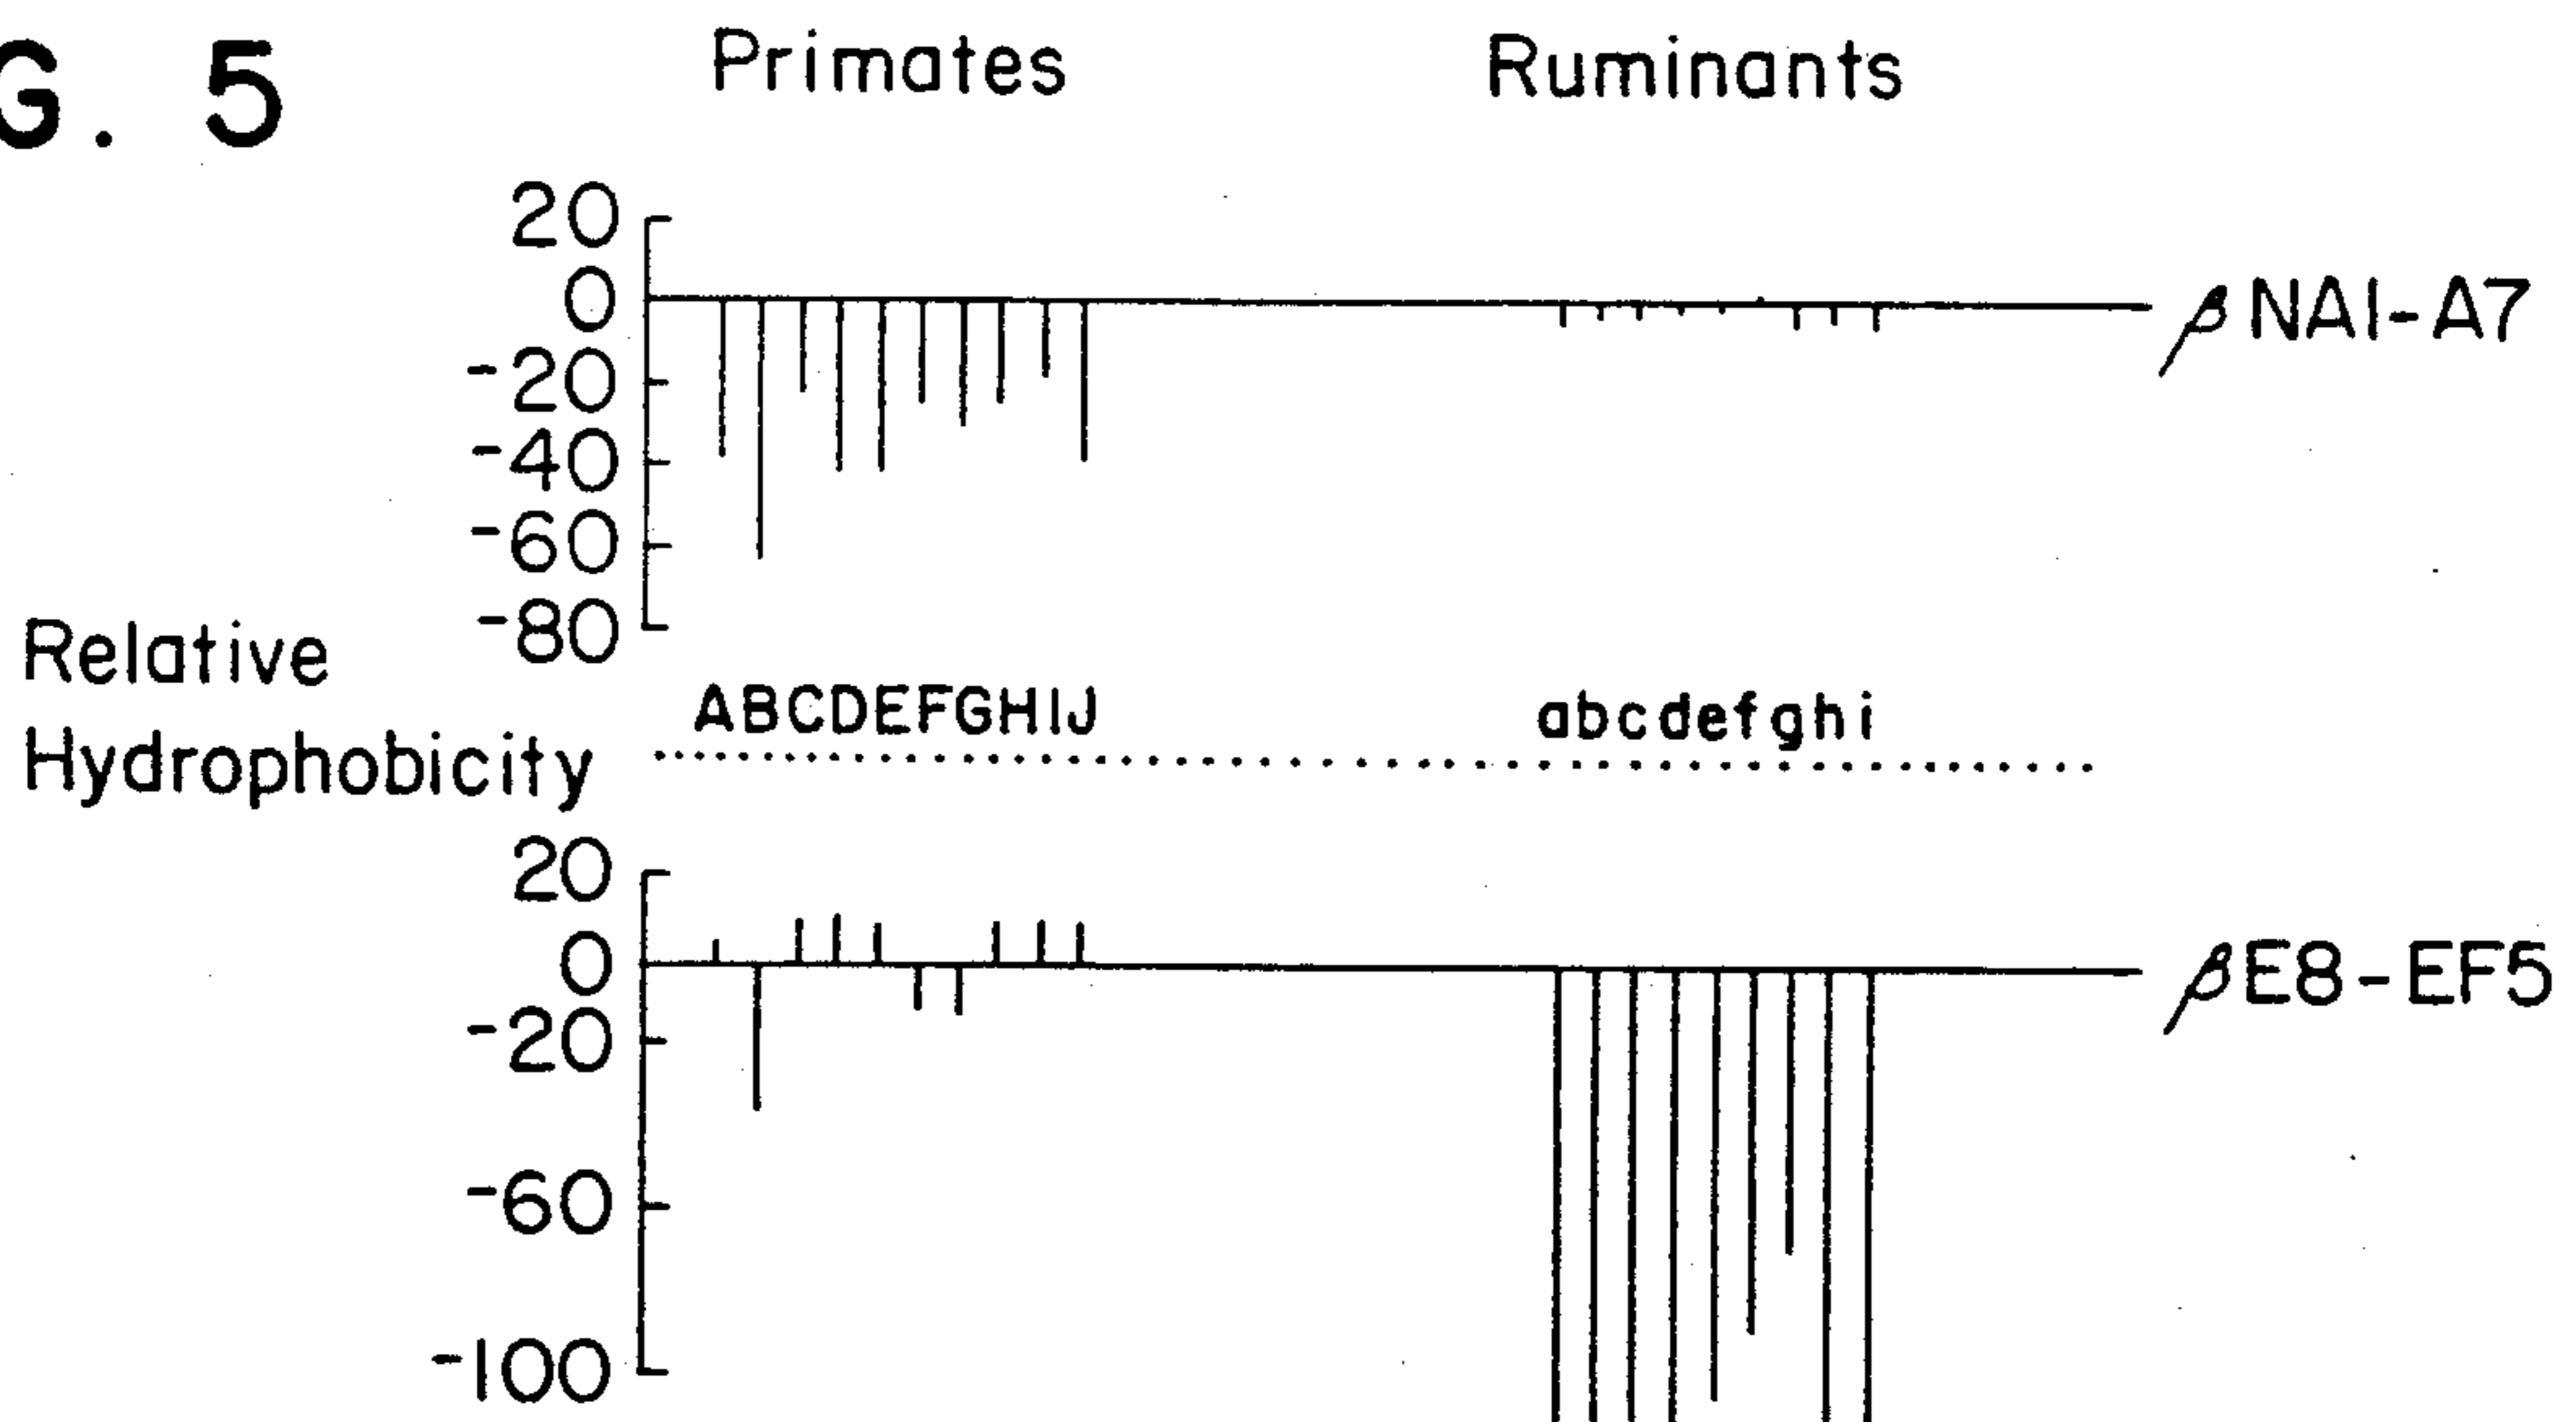 G. 5
Primates
Ruminants
20
0
-20
-40
-60
-80
β NA1-A7
Relative
Hydrophobicity
ABCDEFGHIJ
abcdefghi
20
0
-20
-60
-100
βE8-EF5